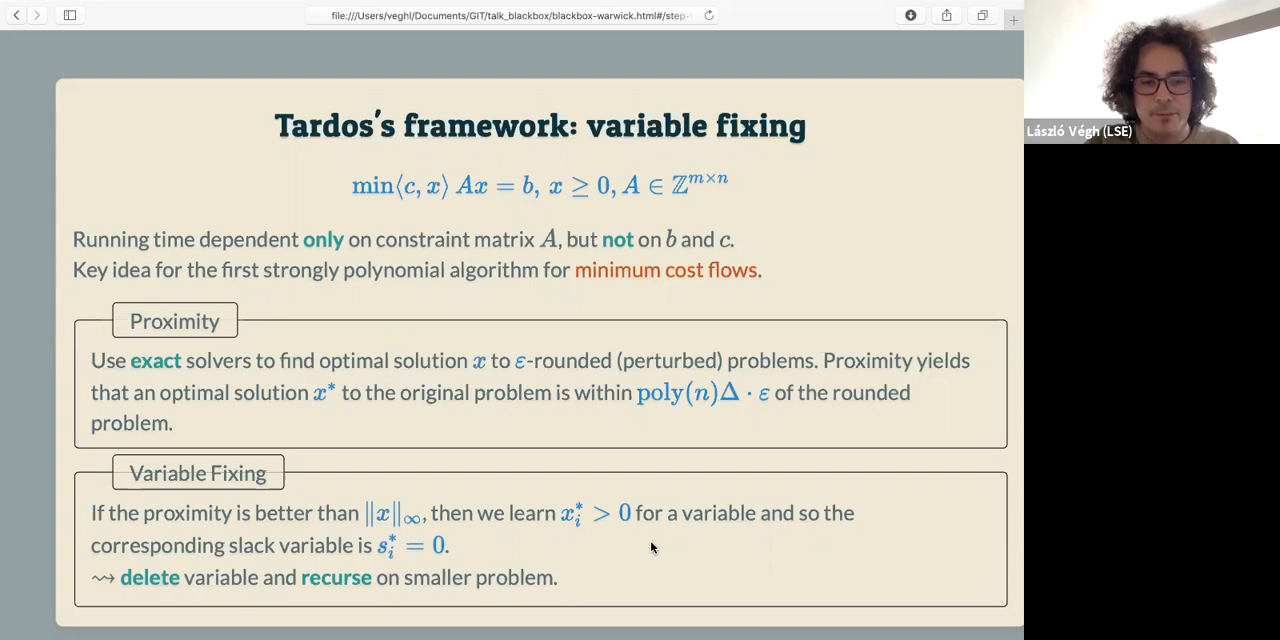 file:///Users/veghl/Documents/GIT/talk_blackbox/blackbox-warwick.html#/step-
László Végh (LSE)
Tardos's framework: variable fixing
min⟨c, x⟩ Ax = b, x ≥ 0, A ∈ ℤ^{m×n}
Running time dependent only on constraint matrix A, but not on b and c.
Key idea for the first strongly polynomial algorithm for minimum cost flows.
Proximity
Use exact solvers to find optimal solution x to ε-rounded (perturbed) problems. Proximity yields
that an optimal solution x* to the original problem is within poly(n)Δ · ε of the rounded
problem.
Variable Fixing
If the proximity is better than ‖x‖_∞, then we learn x_i^* > 0 for a variable and so the
corresponding slack variable is s_i^* = 0.
⇝ delete variable and recurse on smaller problem.